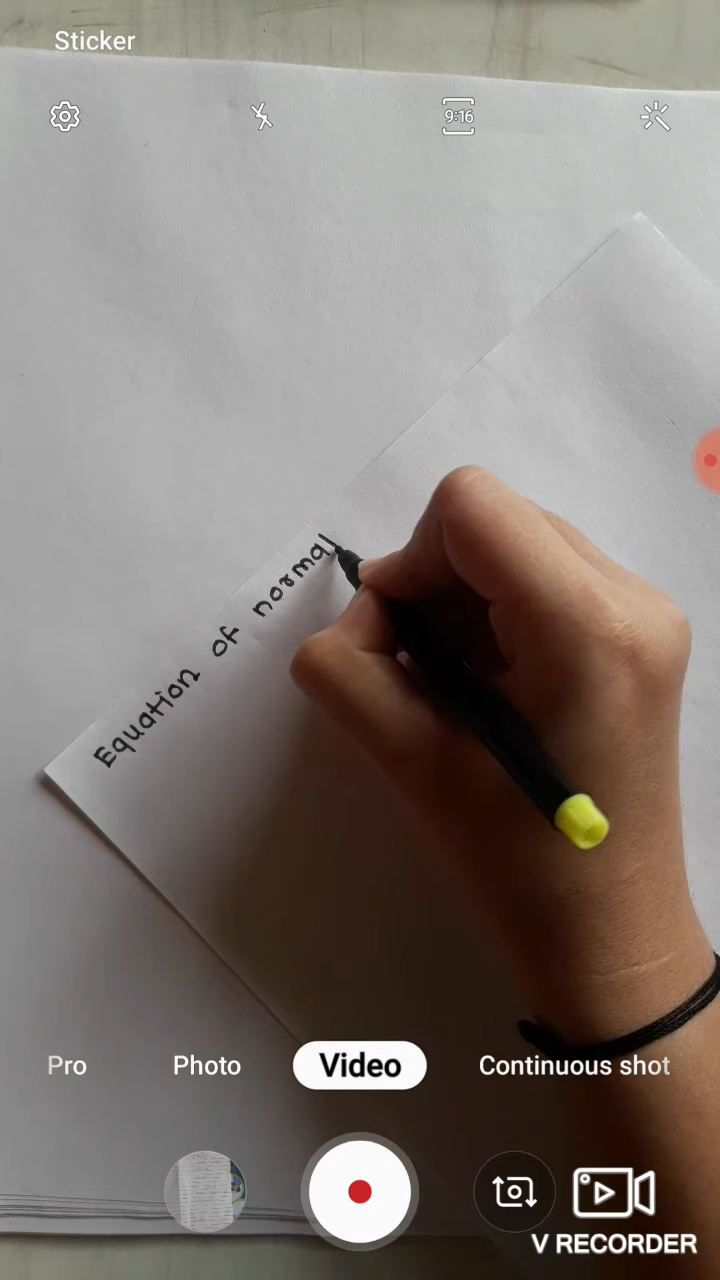 Sticker
9:16
Equation of normal
Pro
Photo
Video
Continuous shot
V RECORDER